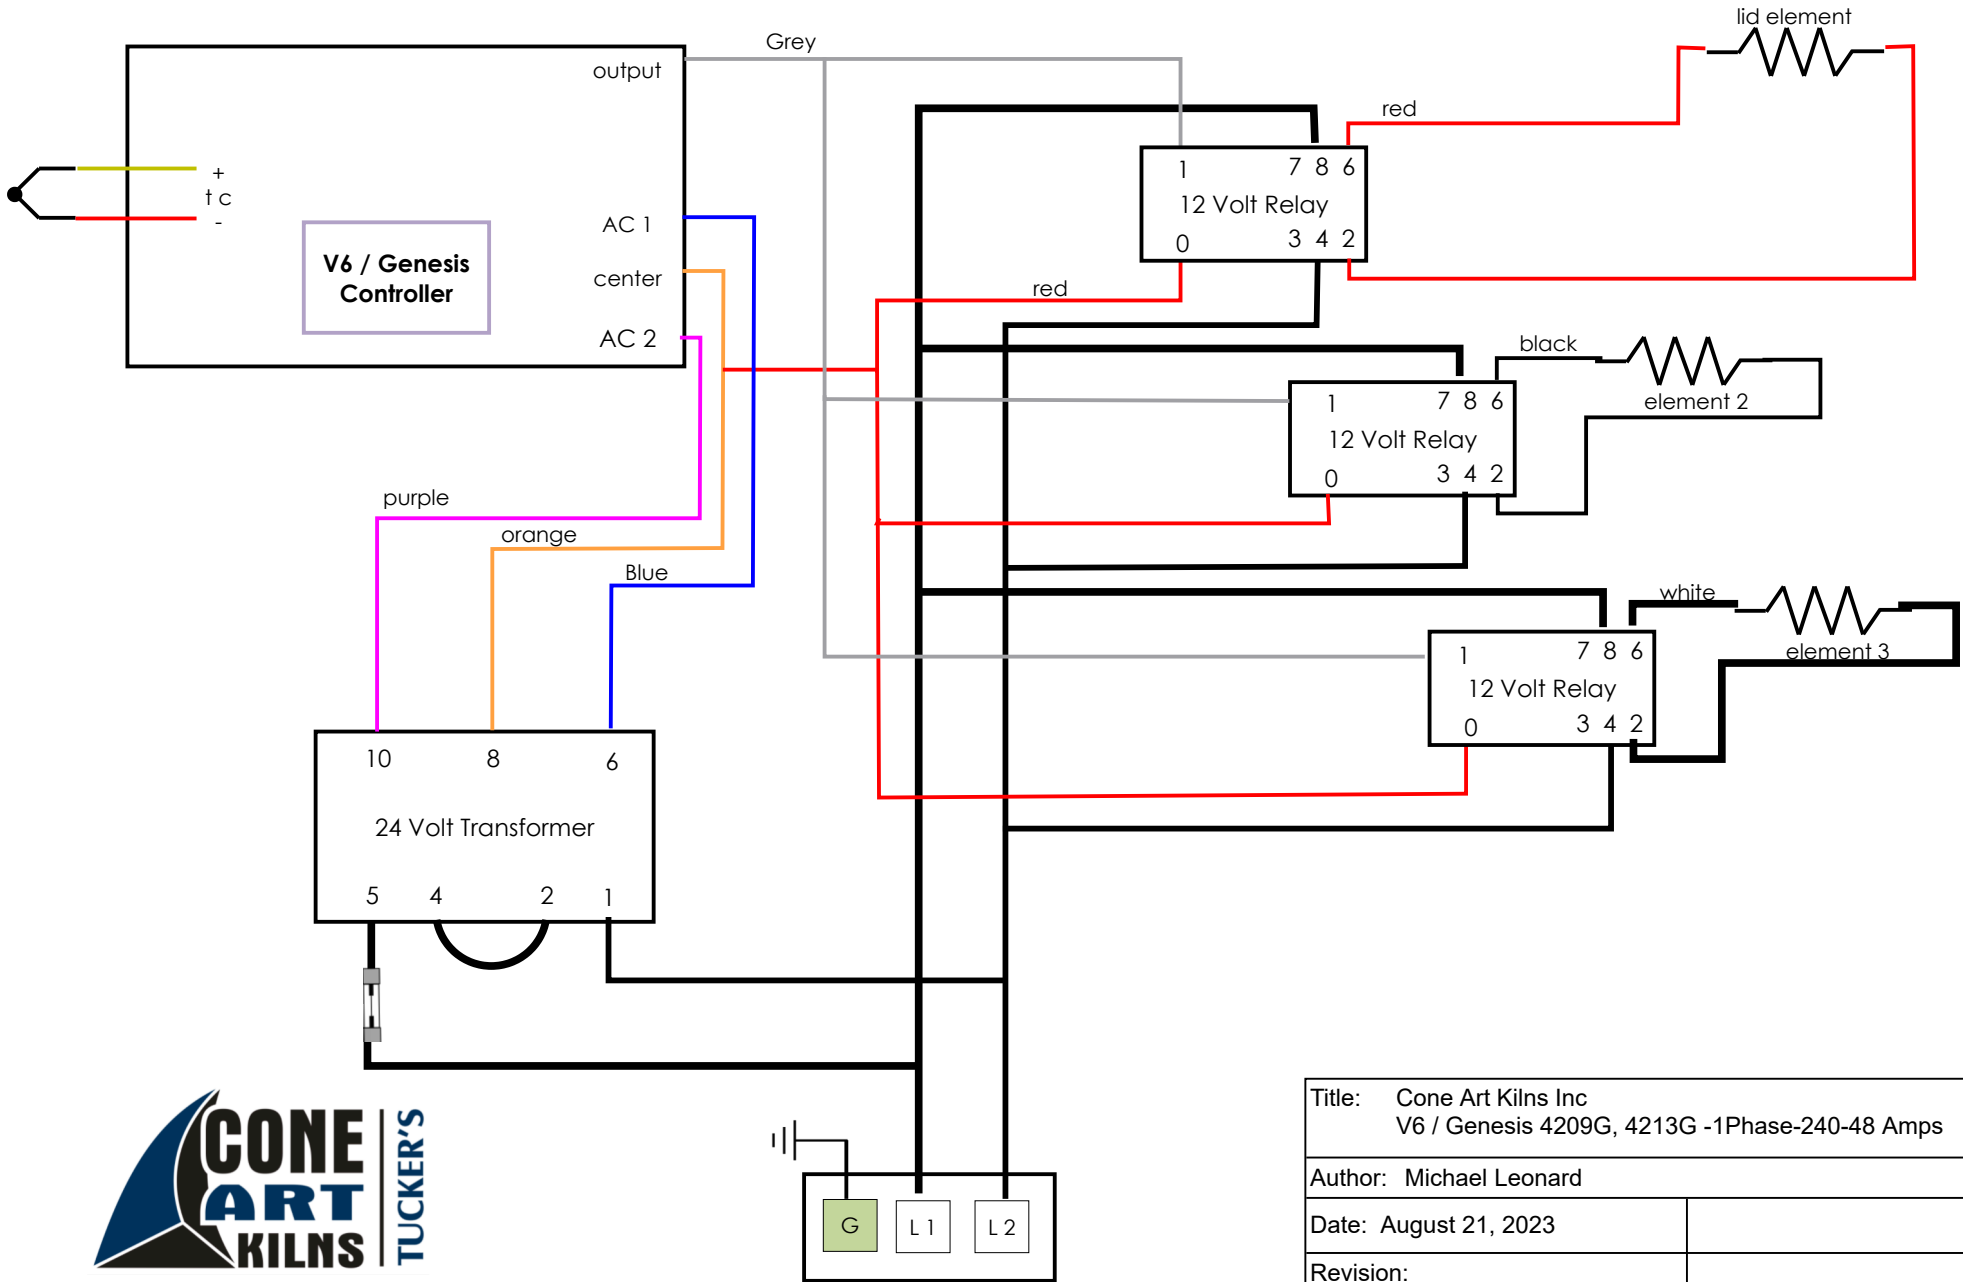 lid element
Grey
output
red
1 7 8 6
12 Volt Relay
0 3 4 2
+
t c
-
AC 1
center
AC 2
V6 / Genesis
Controller
red
black
element 2
1 7 8 6
12 Volt Relay
0 3 4 2
purple
orange
Blue
white
element 3
1 7 8 6
12 Volt Relay
0 3 4 2
10 8 6
24 Volt Transformer
5 4 2 1
G L 1 L 2
CONE
ART
KILNS
TUCKER'S
Title: Cone Art Kilns Inc
V6 / Genesis 4209G, 4213G -1Phase-240-48 Amps
Author: Michael Leonard
Date: August 21, 2023
Revision: